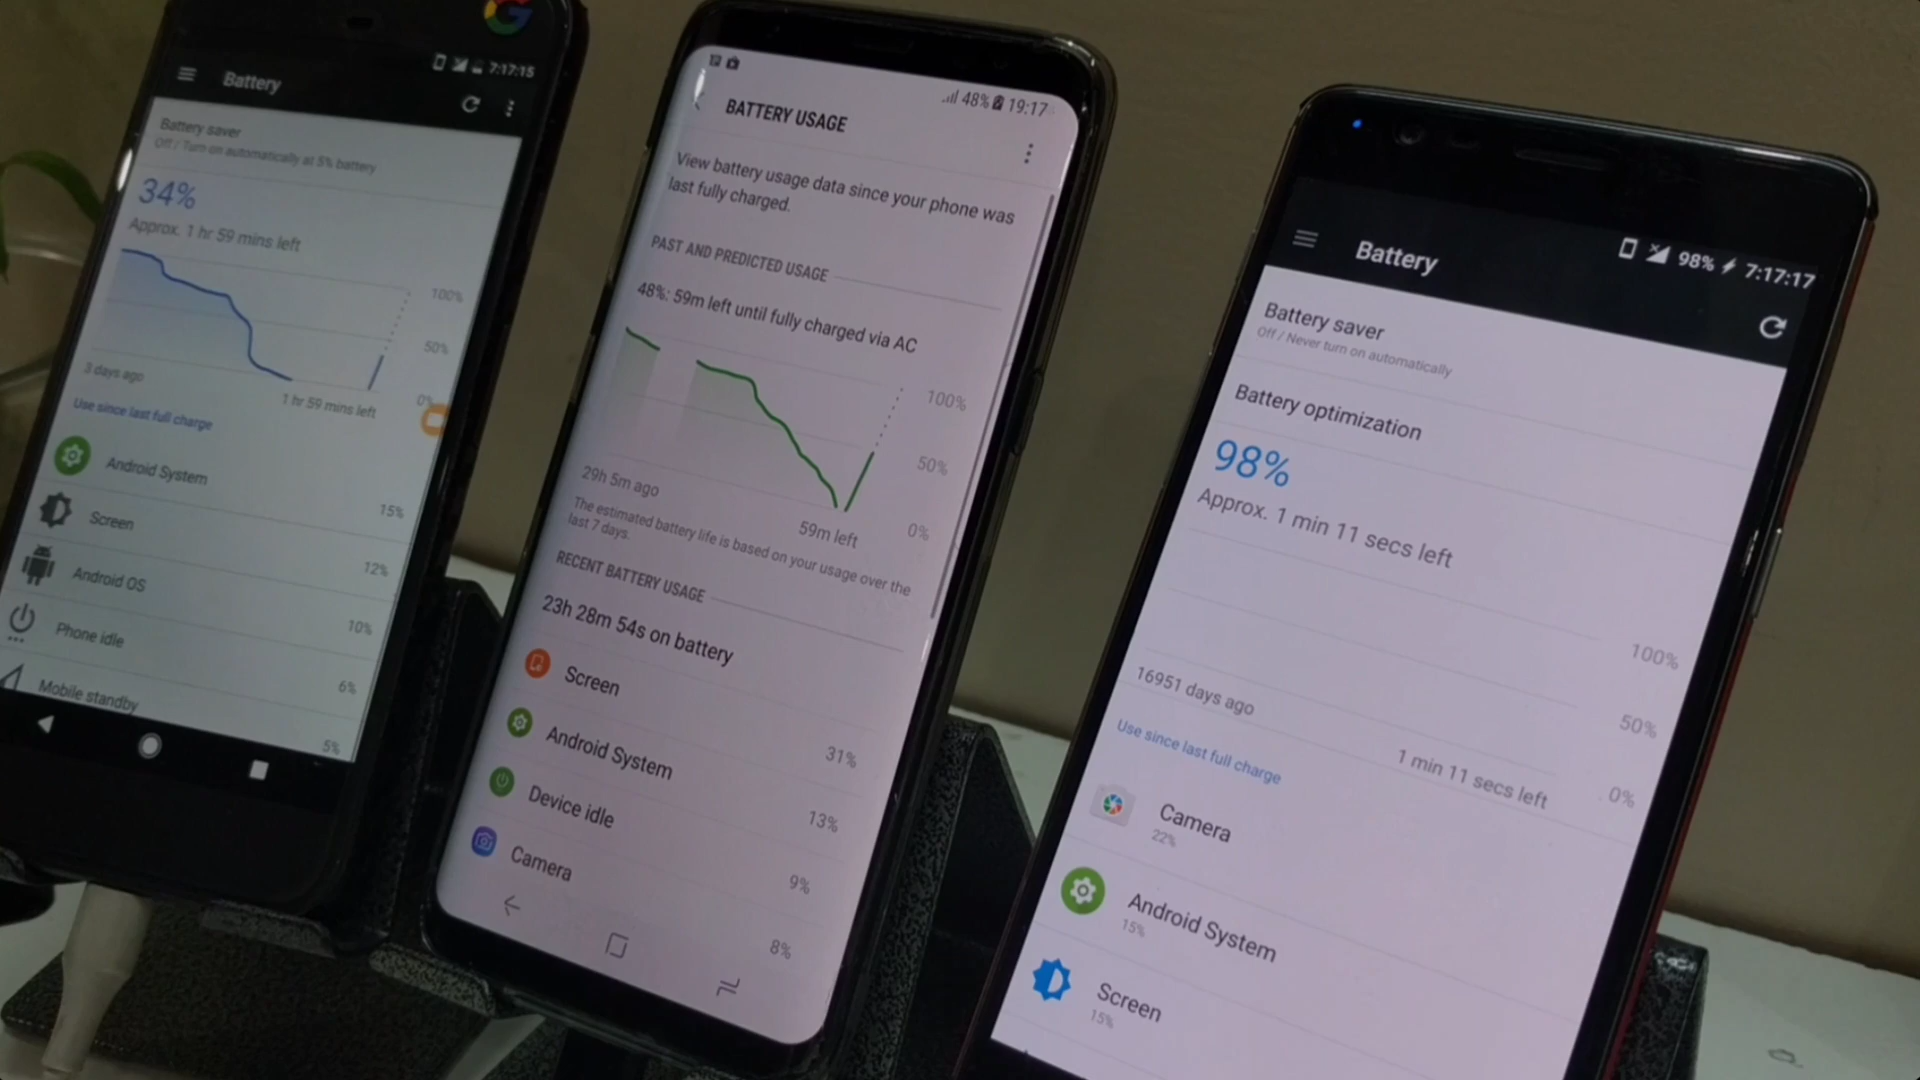 7:17:15
Battery
Battery saver
Off / Turn on automatically at 5% battery
34%
Approx. 1 hr 59 mins left
100%
50%
0%
3 days ago
1 hr 59 mins left
Use since last full charge
Android System
15%
Screen
12%
Android OS
10%
Phone idle
6%
Mobile standby
5%
48% 19:17
BATTERY USAGE
View battery usage data since your phone was
last fully charged.
PAST AND PREDICTED USAGE
48%: 59m left until fully charged via AC
100%
50%
0%
29h 5m ago
59m left
The estimated battery life is based on your usage over the
last 7 days.
RECENT BATTERY USAGE
23h 28m 54s on battery
Screen
31%
Android System
13%
Device idle
9%
Camera
8%
98% 7:17:17
Battery
Battery saver
Off / Never turn on automatically
Battery optimization
98%
Approx. 1 min 11 secs left
100%
50%
0%
16951 days ago
1 min 11 secs left
Use since last full charge
Camera
22%
Android System
15%
Screen
15%